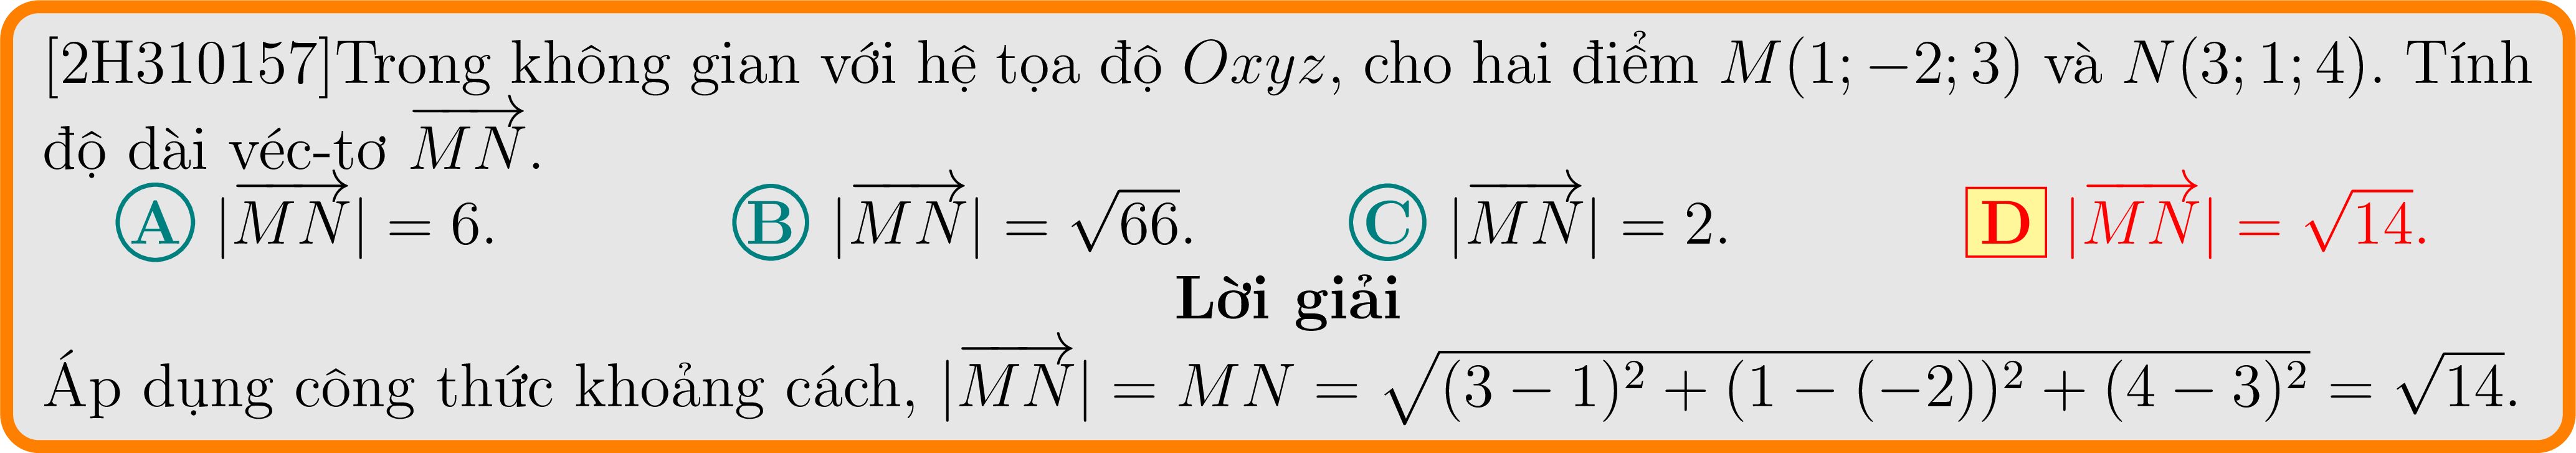 [2H310157]Trong không gian với hệ tọa độ Oxyz, cho hai điểm M(1; −2; 3) và N(3; 1; 4). Tính
độ dài véc-tơ $\overrightarrow{MN}$.
A $|\overrightarrow{MN}| = 6$. B $|\overrightarrow{MN}| = \sqrt{66}$. C $|\overrightarrow{MN}| = 2$. D $|\overrightarrow{MN}| = \sqrt{14}$.
Lời giải
Áp dụng công thức khoảng cách, $|\overrightarrow{MN}| = MN = \sqrt{(3 - 1)^2 + (1 - (-2))^2 + (4 - 3)^2} = \sqrt{14}$.